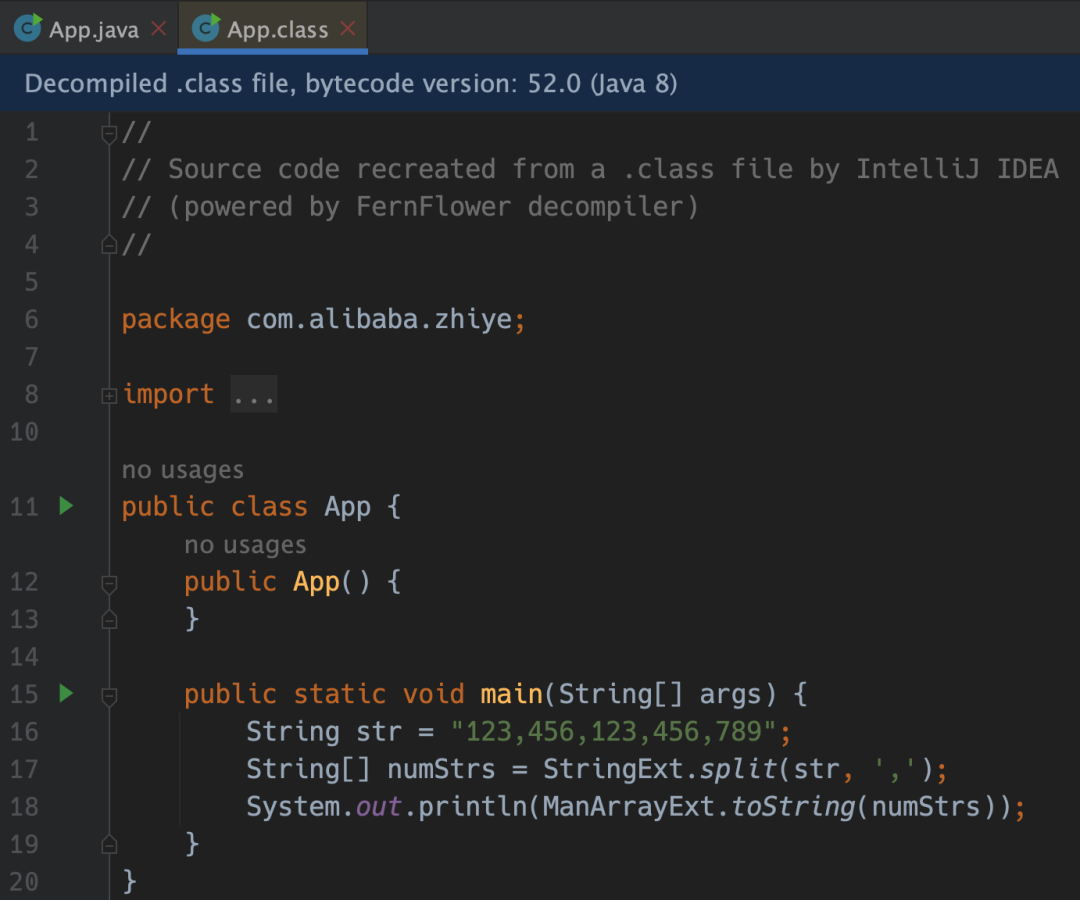 App.java
App.class
Decompiled .class file, bytecode version: 52.0 (Java 8)
1 //
2 // Source code recreated from a .class file by IntelliJ IDEA
3 // (powered by FernFlower decompiler)
4 //
5
6 package com.alibaba.zhiye;
7
8 import ...
10
no usages
11 public class App {
no usages
12 public App() {
13 }
14
15 public static void main(String[] args) {
16 String str = "123,456,123,456,789";
17 String[] numStrs = StringExt.split(str, ',');
18 System.out.println(ManArrayExt.toString(numStrs));
19 }
20 }